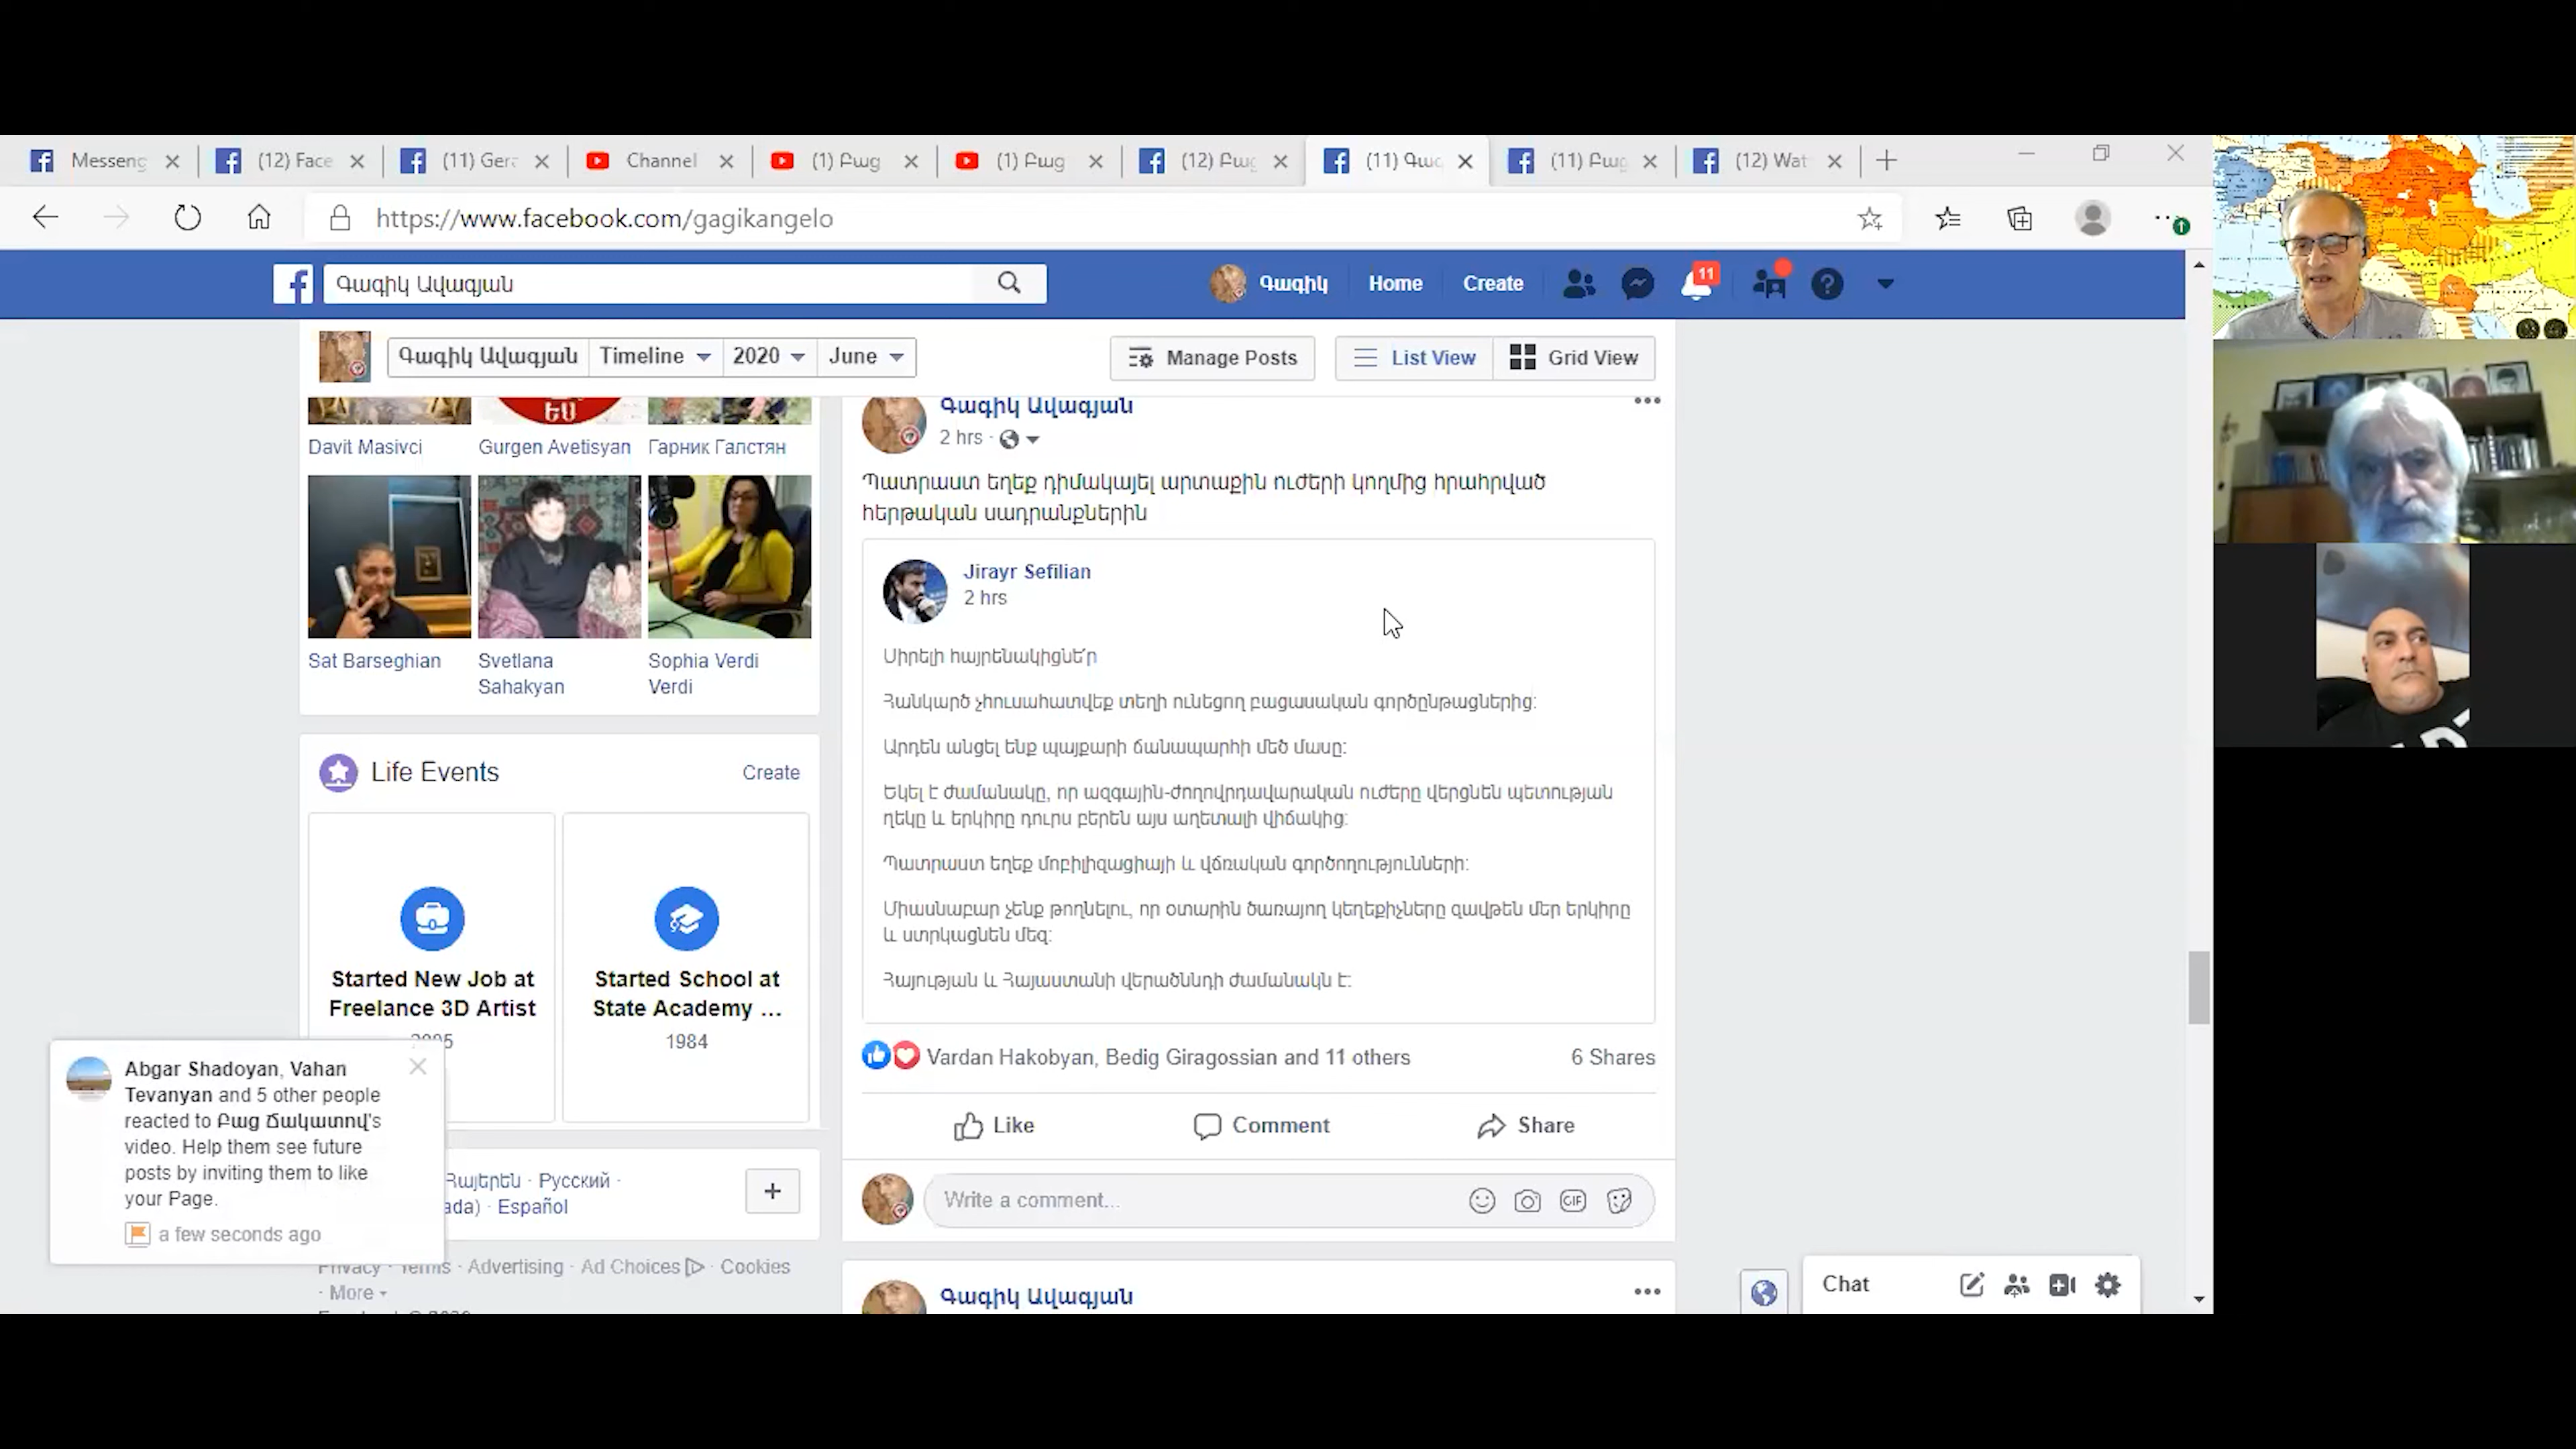 Messeng
(12) Face
(11) Gera
Channel
(1) Բաց
(1) Բաց
(12) Բաց
(11) Գագ
(11) Բաց
(12) Wat
https://www.facebook.com/gagikangelo
Գագիկ Ավագյան
Գագիկ
Home
Create
11
Գագիկ Ավագյան
Timeline
2020
June
Manage Posts
List View
Grid View
ԵՍ
Davit Masivci
Gurgen Avetisyan
Гарник Галстян
Sat Barseghian
Svetlana
Sahakyan
Sophia Verdi
Verdi
Life Events
Create
Started New Job at
Freelance 3D Artist
Started School at
State Academy ...
1984
Abgar Shadoyan, Vahan
Tevanyan and 5 other people
reacted to Բաց Ճակատով's
video. Help them see future
posts by inviting them to like
your Page.
a few seconds ago
Հայերեն · Русский ·
ada) · Español
Privacy · Terms · Advertising · Ad Choices · Cookies
· More
Գագիկ Ավագյան
2 hrs ·
Պատրաստ եղեք դիմակայել արտաքին ուժերի կողմից հրահրված
հերթական սադրանքներին
Jirayr Sefilian
2 hrs
Սիրելի հայրենակիցնե՛ր
Հանկարծ չհուսահատվեք տեղի ունեցող բացասական գործընթացներից:
Արդեն անցել ենք պայքարի ճանապարհի մեծ մասը:
Եկել է ժամանակը, որ ազգային-ժողովրդավարական ուժերը վերցնեն պետության
ղեկը և երկիրը դուրս բերեն այս աղետալի վիճակից:
Պատրաստ եղեք մոբիլիզացիայի և վճռական գործողությունների:
Միասնաբար չենք թողնելու, որ օտարին ծառայող կեղեքիչները զավթեն մեր երկիրը
և ստրկացնեն մեզ:
Հայության և Հայաստանի վերածննդի ժամանակն է:
Vardan Hakobyan, Bedig Giragossian and 11 others
6 Shares
Like
Comment
Share
Write a comment...
GIF
Գագիկ Ավագյան
Chat